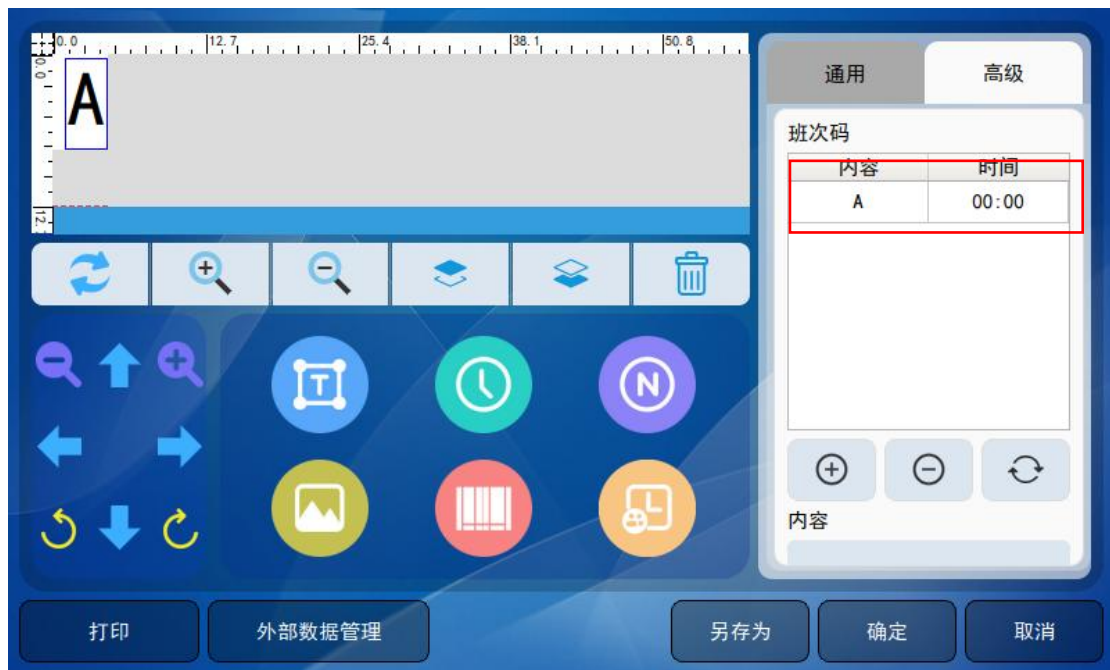 0.0 12.7 25.4 38.1 50.8
0.0
A
12.
通用 高级
班次码
内容 时间
A 00:00
T
N
内容
打印 外部数据管理 另存为 确定 取消